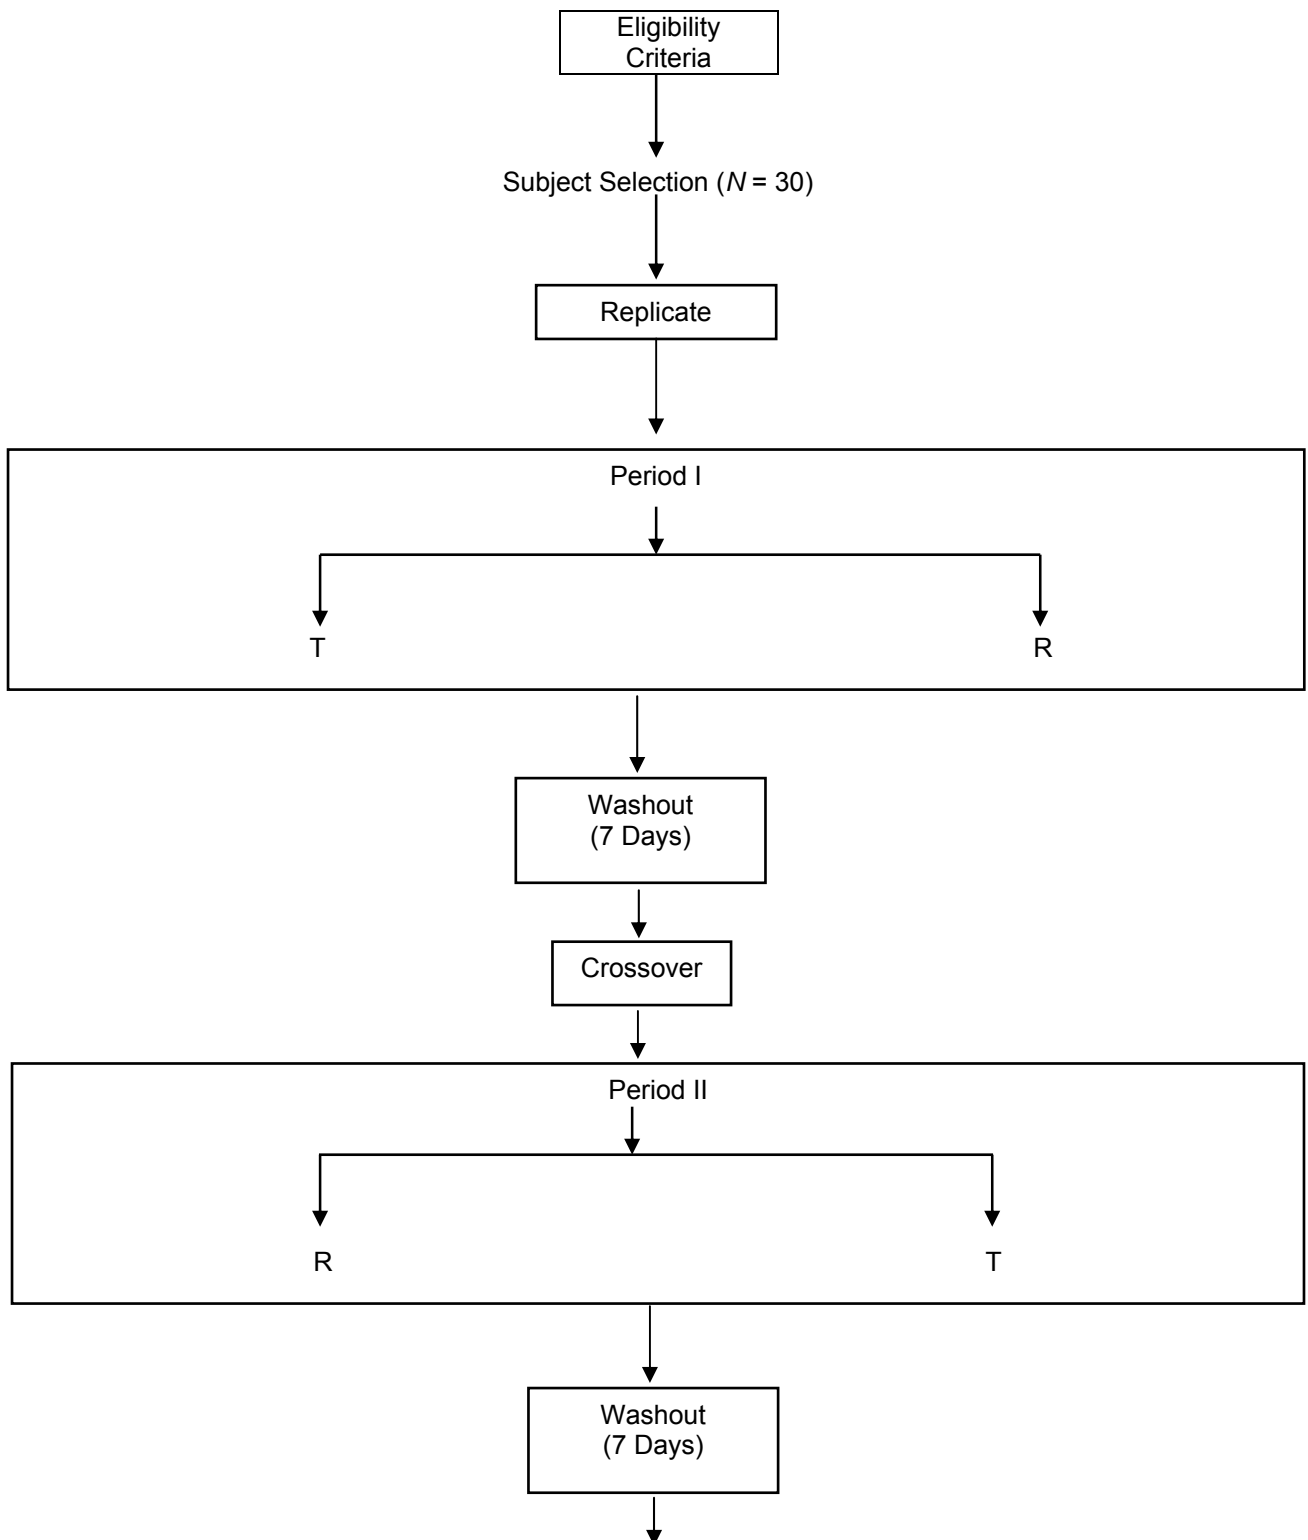 Eligibility
Criteria
Subject Selection (N = 30)
Replicate
Period I
T
R
Washout
(7 Days)
Crossover
Period II
R
T
Washout
(7 Days)